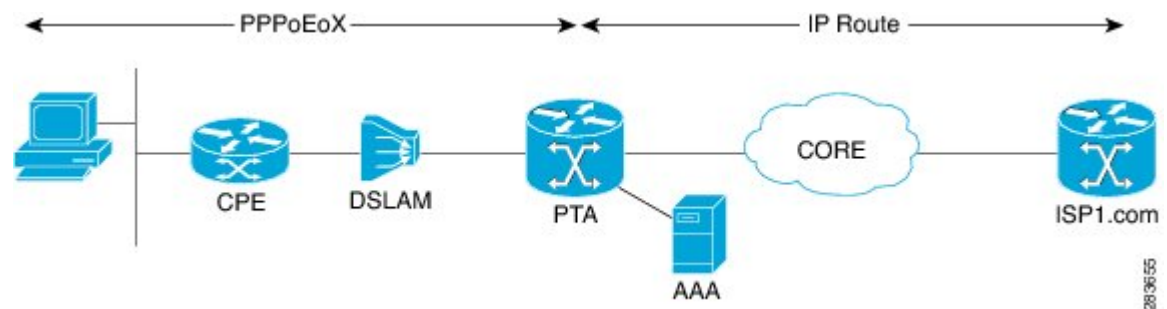 PPPoEoX
IP Route
CORE
CPE
DSLAM
PTA
ISP1.com
AAA
283655